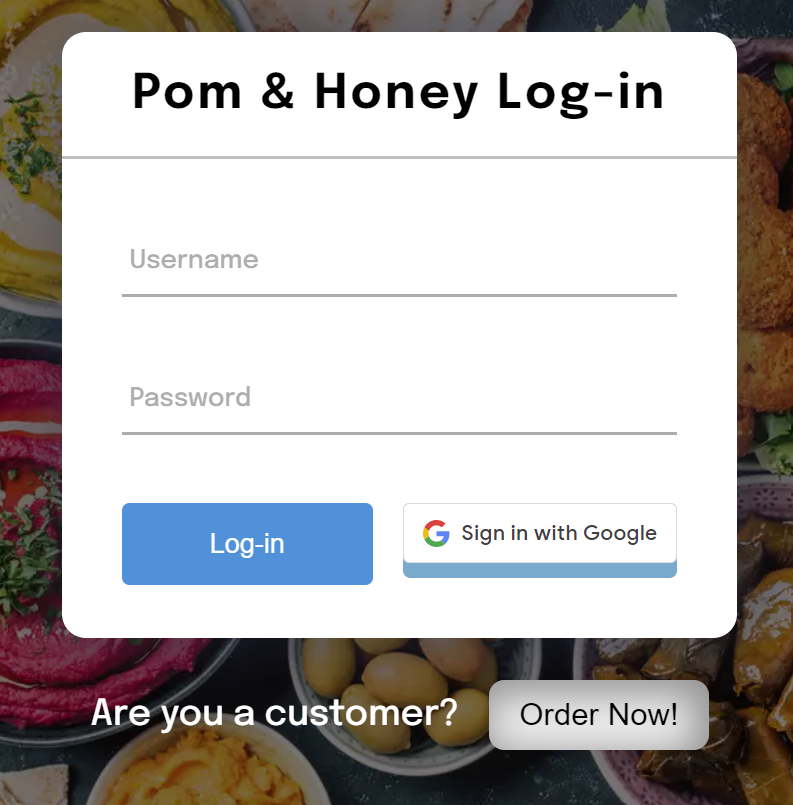 Pom & Honey Log-in
Username
Password
Log-in
Sign in with Google
Are you a customer?
Order Now!